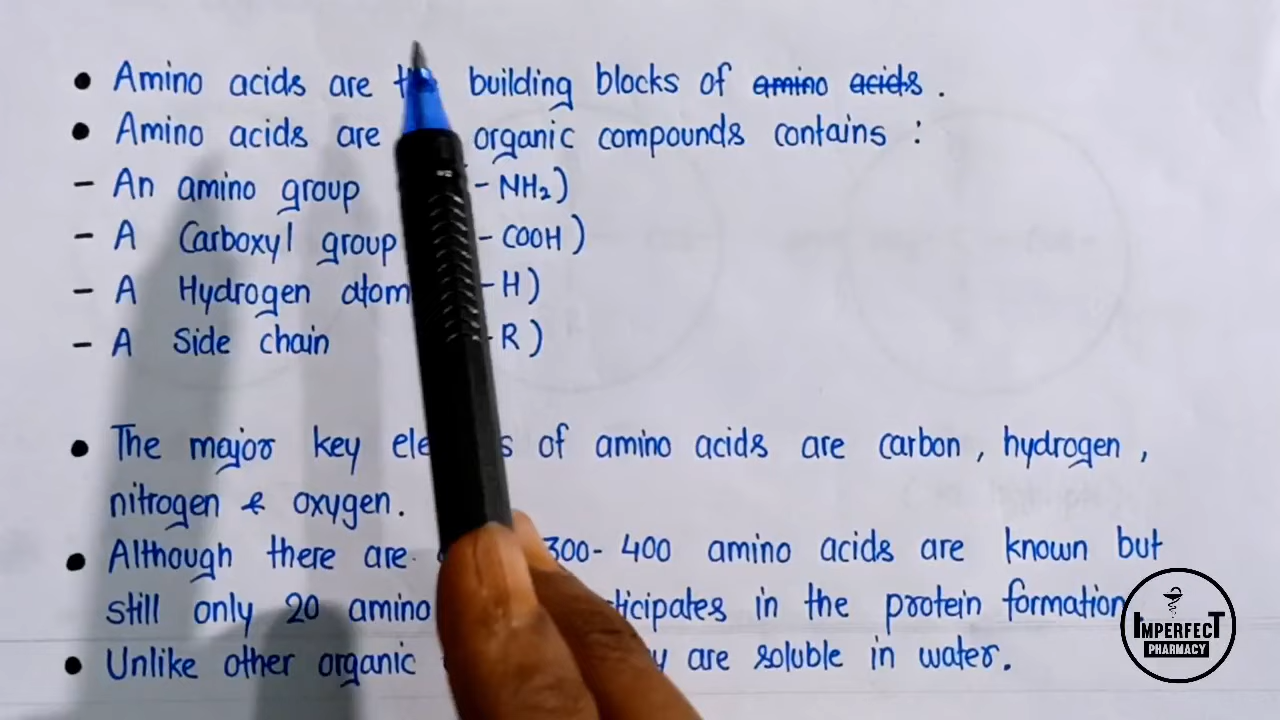 • Amino acids are the building blocks of ~~amino~~ ~~acids~~ .
• Amino acids are organic compounds contains :
– An amino group -NH₂)
– A Carboxyl group -COOH)
– A Hydrogen atom -H)
– A Side chain -R)
• The major key of amino acids are carbon, hydrogen,
nitrogen & oxygen.
• Although there are 300-400 amino acids are known but
still only 20 amino in the protein formation
• Unlike other organic are soluble in water.
IMPERFECT
PHARMACY